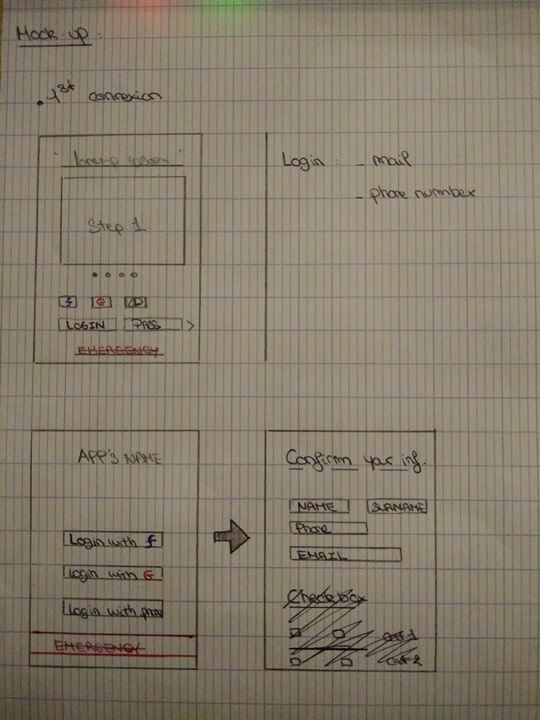 Mock up :
• 1st connexion
"Lorem ipsum"
Step 1
f G
LOGIN PASS >
EMERGENCY
Login : - mail
- phone number
APP'S NAME
Login with f
Login with G
Login with phone
EMERGENCY
Confirm your inf.
NAME SURNAME
Phone
EMAIL
Checkbox
cat 1
cat 2